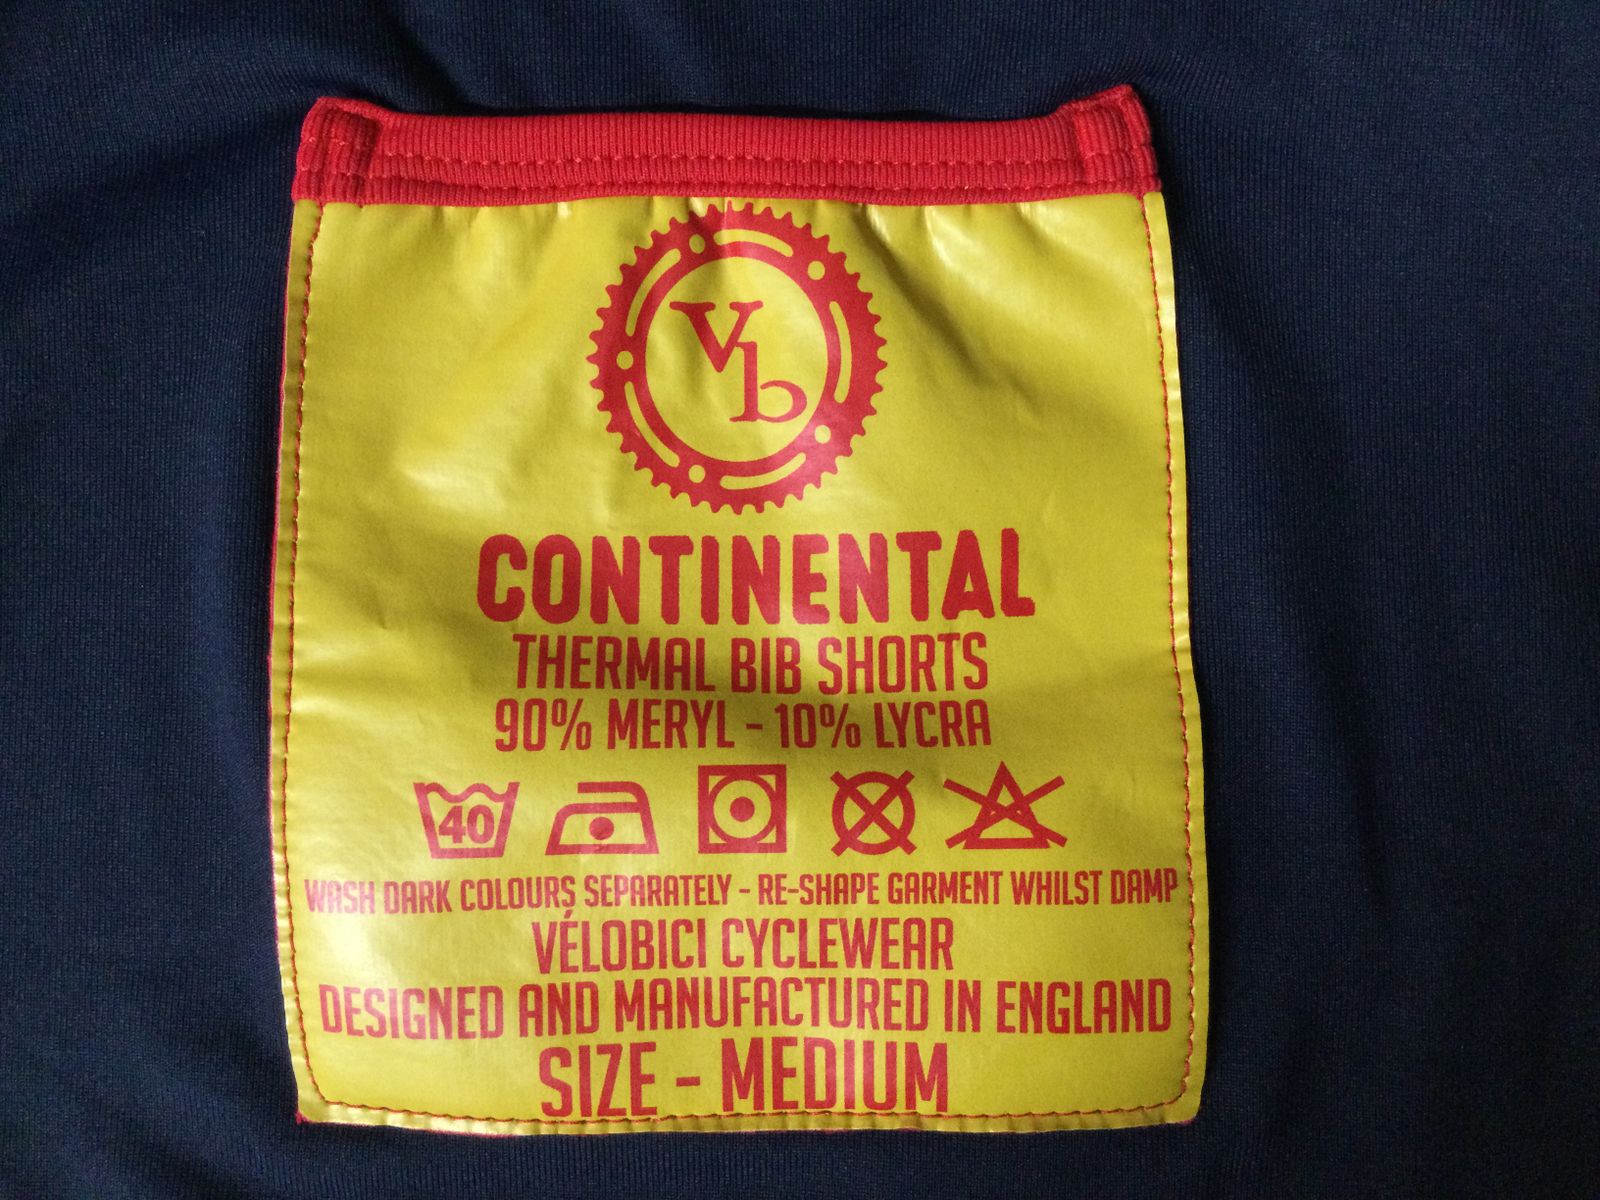 Vb
CONTINENTAL
THERMAL BIB SHORTS
90% MERYL - 10% LYCRA
40
WASH DARK COLOURS SEPARATELY - RE-SHAPE GARMENT WHILST DAMP
VÉLOBICI CYCLEWEAR
DESIGNED AND MANUFACTURED IN ENGLAND
SIZE - MEDIUM